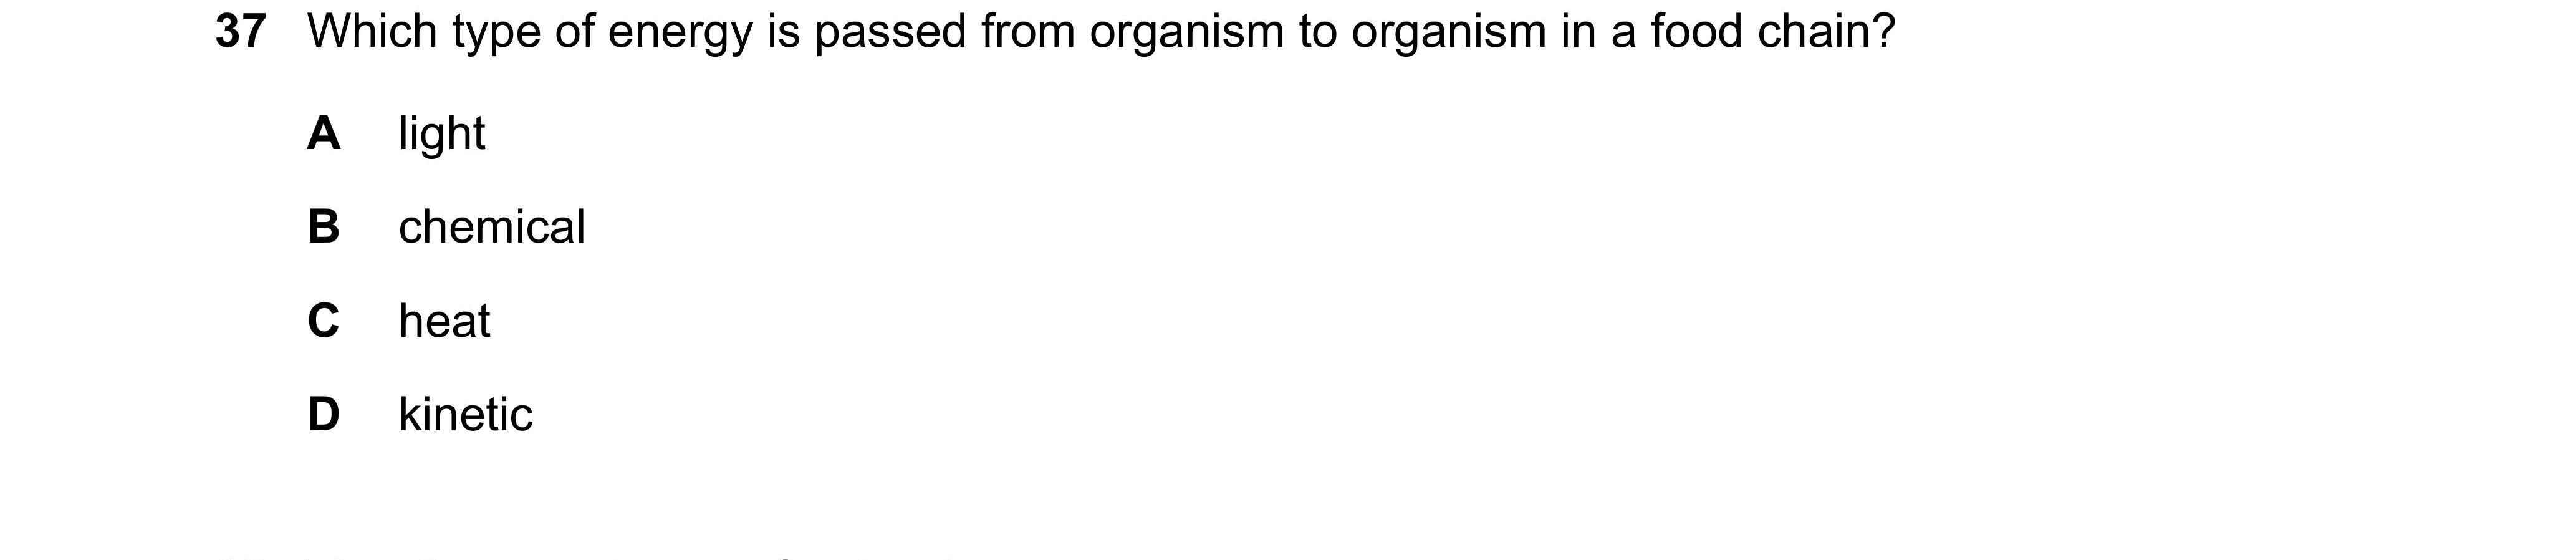 37 Which type of energy is passed from organism to organism in a food chain?
A light
B chemical
C heat
D kinetic